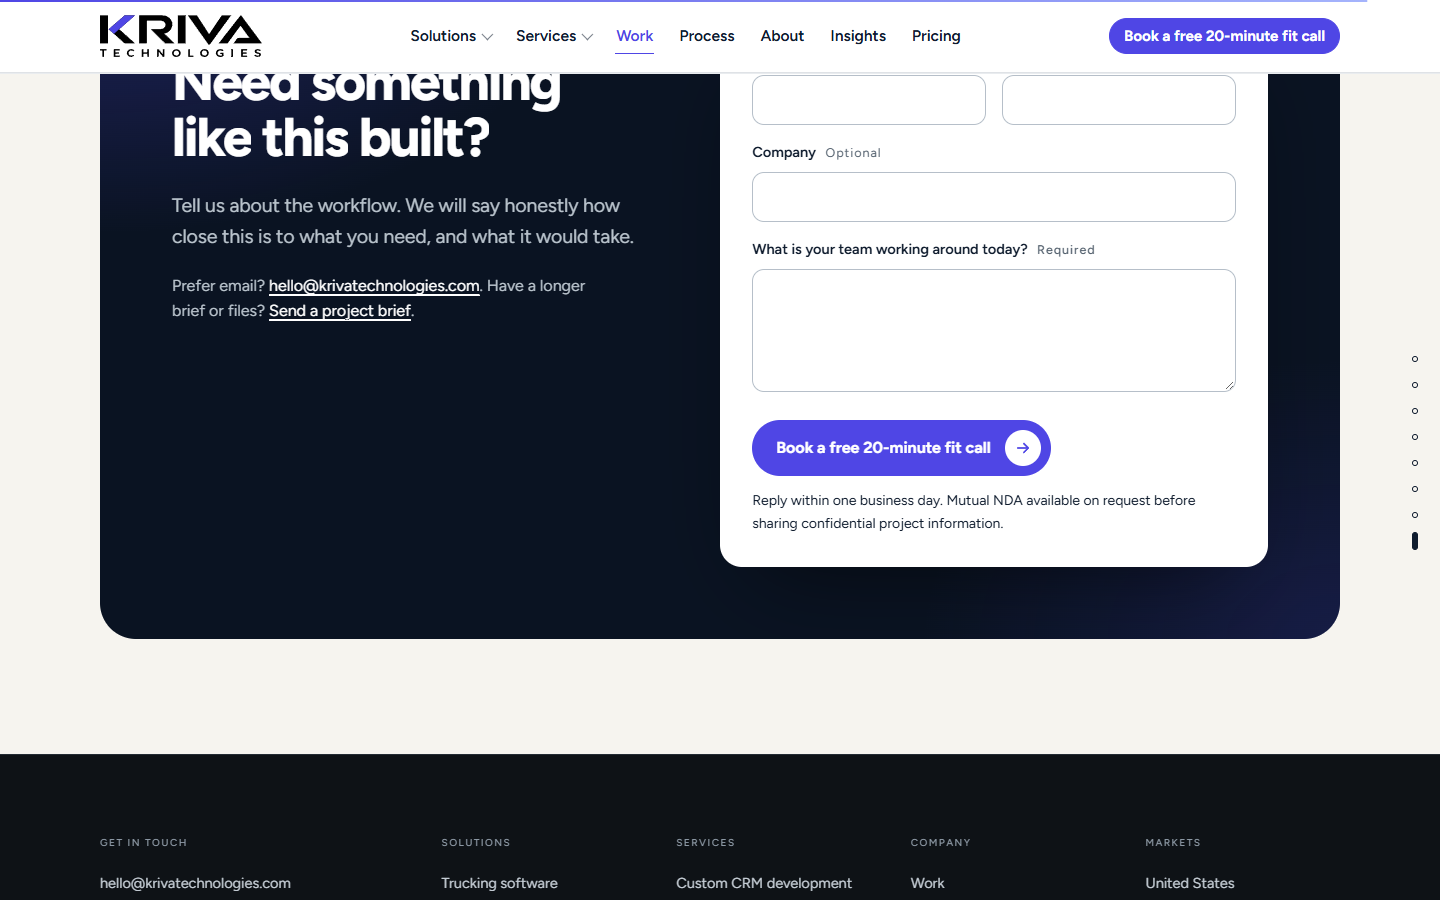 KRIVA
TECHNOLOGIES
Solutions
Services
Work
Process
About
Insights
Pricing
Book a free 20-minute fit call
Need something
like this built?
Tell us about the workflow. We will say honestly how
close this is to what you need, and what it would take.
Prefer email? hello@krivatechnologies.com. Have a longer
brief or files? Send a project brief.
Company Optional
What is your team working around today? Required
Book a free 20-minute fit call
Reply within one business day. Mutual NDA available on request before
sharing confidential project information.
GET IN TOUCH
hello@krivatechnologies.com
SOLUTIONS
Trucking software
SERVICES
Custom CRM development
COMPANY
Work
MARKETS
United States